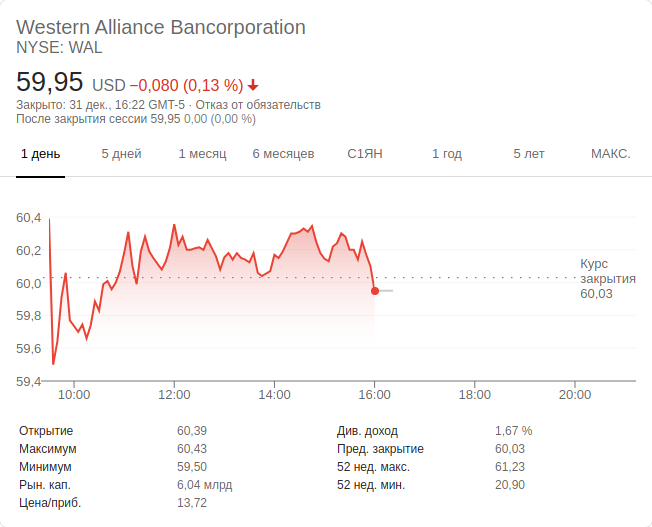 Western Alliance Bancorporation
NYSE: WAL
59,95 USD −0,080 (0,13 %)
Закрыто: 31 дек., 16:22 GMT-5 · Отказ от обязательств
После закрытия сессии 59,95 0,00 (0,00 %)
1 день 5 дней 1 месяц 6 месяцев С1ЯН 1 год 5 лет МАКС.
60,4
60,2
60,0
59,8
59,6
59,4
Курс
закрытия
60,03
10:00 12:00 14:00 16:00 18:00 20:00
Открытие 60,39 Див. доход 1,67 %
Максимум 60,43 Пред. закрытие 60,03
Минимум 59,50 52 нед. макс. 61,23
Рын. кап. 6,04 млрд 52 нед. мин. 20,90
Цена/приб. 13,72